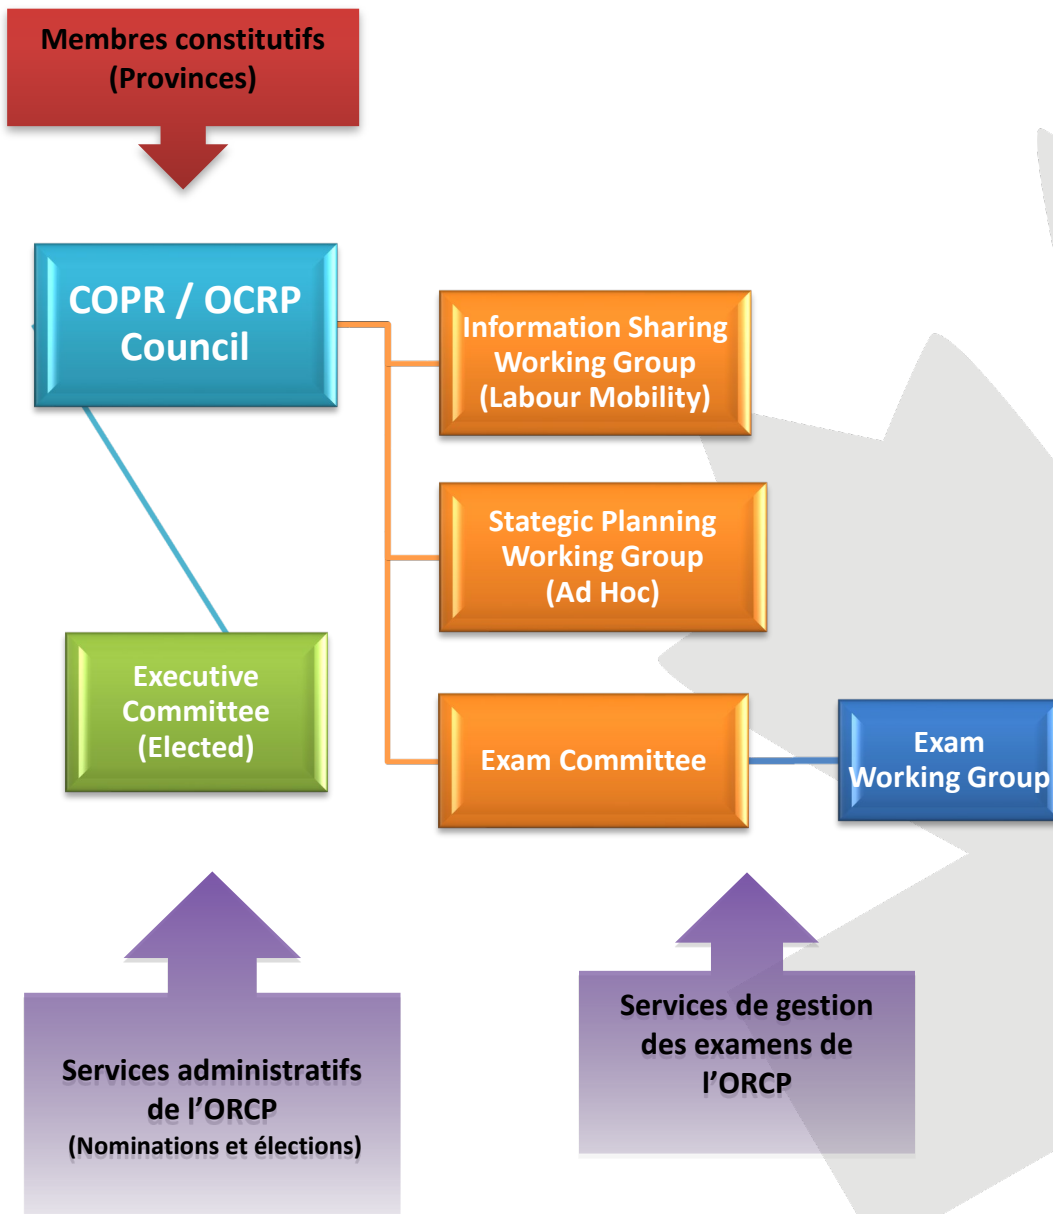 Membres constitutifs
(Provinces)
COPR / OCRP
Council
Information Sharing
Working Group
(Labour Mobility)
Stategic Planning
Working Group
(Ad Hoc)
Executive
Committee
(Elected)
Exam Committee
Exam
Working Group
Services administratifs
de l’ORCP
(Nominations et élections)
Services de gestion
des examens de
l’ORCP